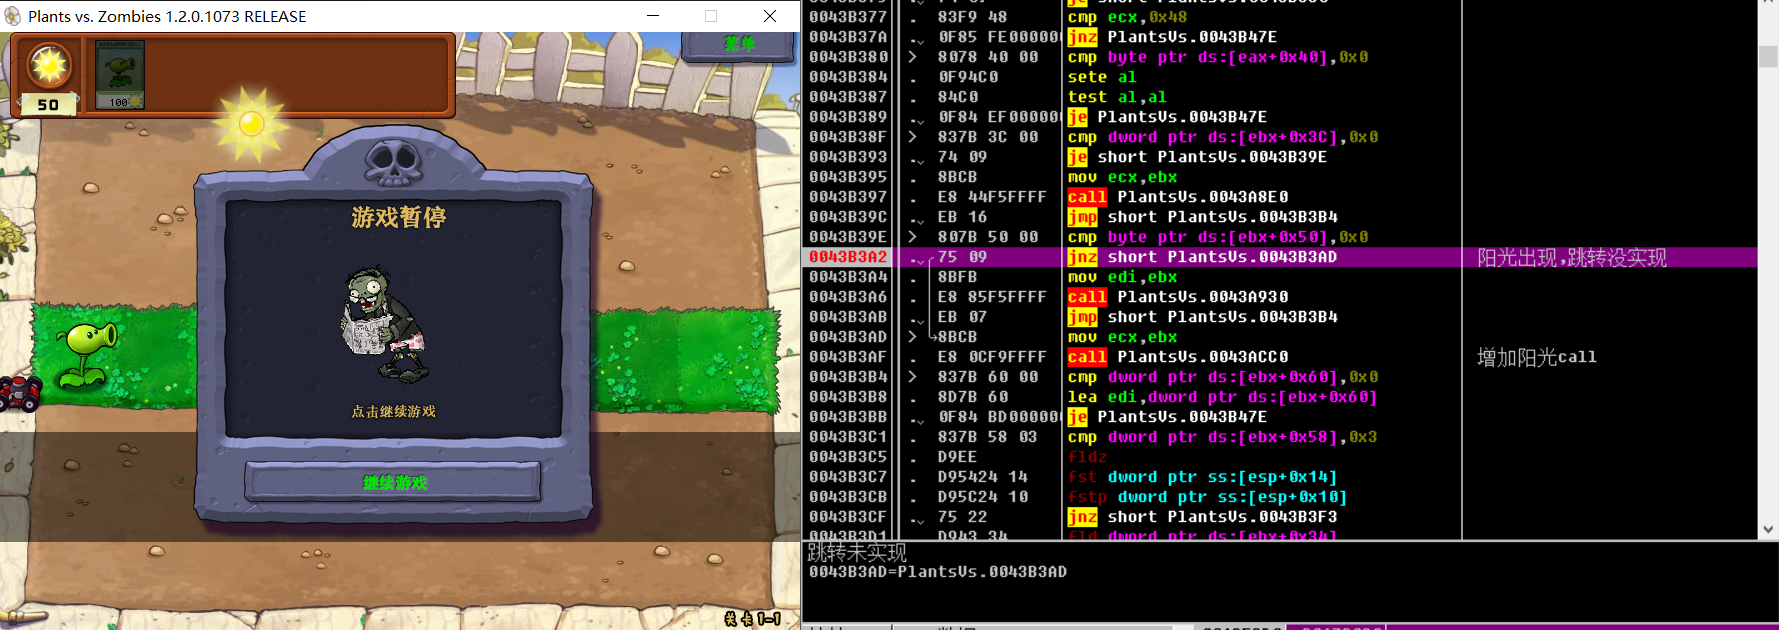 Plants vs. Zombies 1.2.0.1073 RELEASE
菜单
50
100
游戏暂停
点击继续游戏
继续游戏
关卡 1-1
0043B377 . 83F9 48 cmp ecx,0x48
0043B37A .⌄ 0F85 FE00000 jnz PlantsVs.0043B47E
0043B380 > 8078 40 00 cmp byte ptr ds:[eax+0x40],0x0
0043B384 . 0F94C0 sete al
0043B387 . 84C0 test al,al
0043B389 .⌄ 0F84 EF00000 je PlantsVs.0043B47E
0043B38F > 837B 3C 00 cmp dword ptr ds:[ebx+0x3C],0x0
0043B393 .⌄ 74 09 je short PlantsVs.0043B39E
0043B395 . 8BCB mov ecx,ebx
0043B397 . E8 44F5FFFF call PlantsVs.0043A8E0
0043B39C .⌄ EB 16 jmp short PlantsVs.0043B3B4
0043B39E > 807B 50 00 cmp byte ptr ds:[ebx+0x50],0x0
0043B3A2 .⌄ 75 09 jnz short PlantsVs.0043B3AD 阳光出现,跳转没实现
0043B3A4 . 8BFB mov edi,ebx
0043B3A6 . E8 85F5FFFF call PlantsVs.0043A930
0043B3AB .⌄ EB 07 jmp short PlantsVs.0043B3B4
0043B3AD > 8BCB mov ecx,ebx
0043B3AF . E8 0CF9FFFF call PlantsVs.0043ACC0 增加阳光call
0043B3B4 > 837B 60 00 cmp dword ptr ds:[ebx+0x60],0x0
0043B3B8 . 8D7B 60 lea edi,dword ptr ds:[ebx+0x60]
0043B3BB .⌄ 0F84 BD00000 je PlantsVs.0043B47E
0043B3C1 . 837B 58 03 cmp dword ptr ds:[ebx+0x58],0x3
0043B3C5 . D9EE fldz
0043B3C7 . D95424 14 fst dword ptr ss:[esp+0x14]
0043B3CB . D95C24 10 fstp dword ptr ss:[esp+0x10]
0043B3CF .⌄ 75 22 jnz short PlantsVs.0043B3F3
0043B3D1 . D943 34 fld dword ptr ds:[ebx+0x34]
跳转未实现
0043B3AD=PlantsVs.0043B3AD